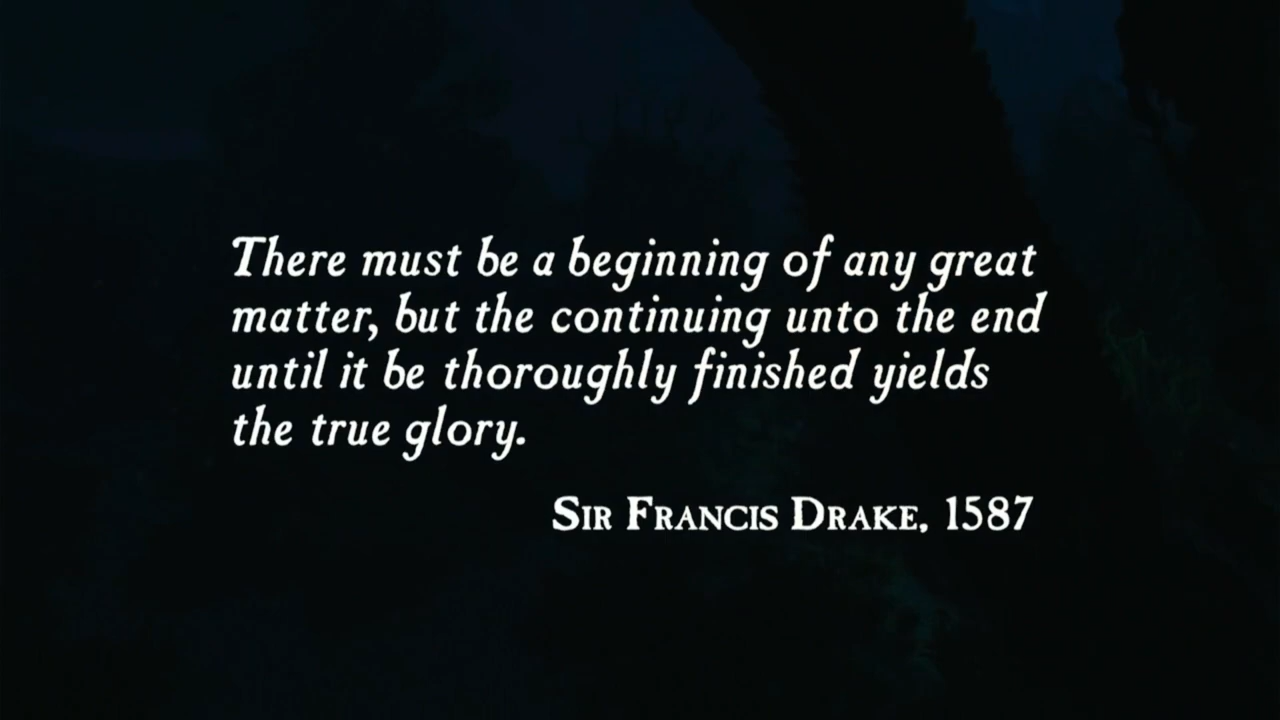 There must be a beginning of any great
matter, but the continuing unto the end
until it be thoroughly finished yields
the true glory.
Sir Francis Drake, 1587